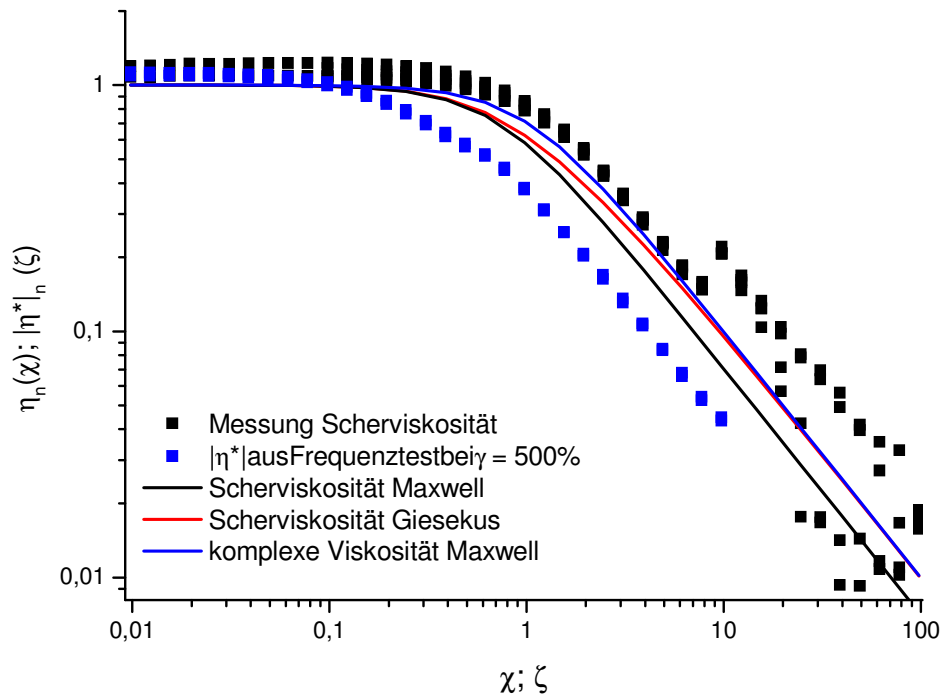 η_n(χ); |η*|_n (ζ)
1
0,1
0,01
Messung Scherviskosität
|η*|ausFrequenztestbeiγ = 500%
Scherviskosität Maxwell
Scherviskosität Giesekus
komplexe Viskosität Maxwell
0,01 0,1 1 10 100
χ; ζ